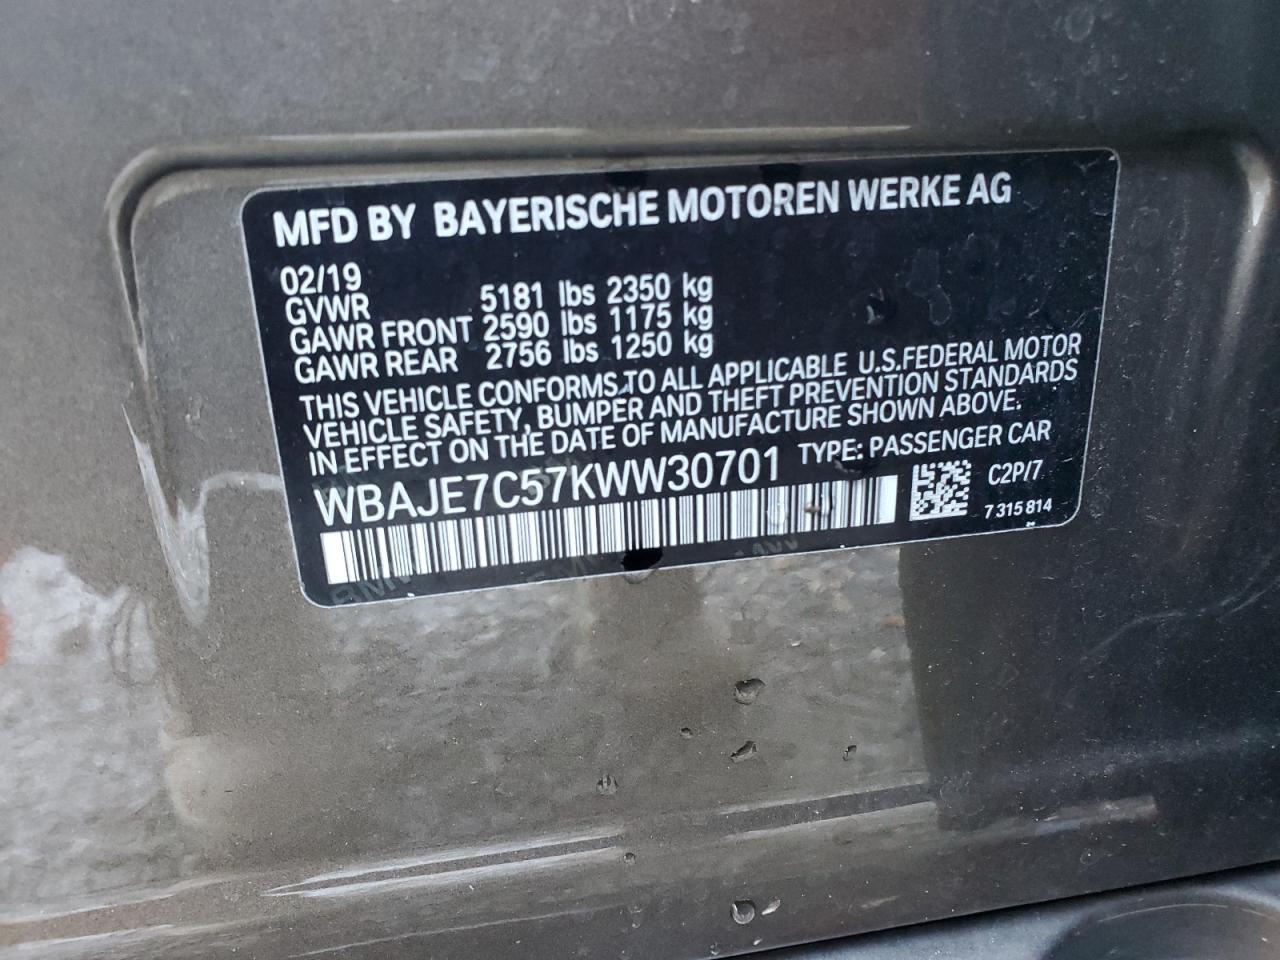 MFD BY BAYERISCHE MOTOREN WERKE AG
02/19
GVWR 5181 lbs 2350 kg
GAWR FRONT 2590 lbs 1175 kg
GAWR REAR 2756 lbs 1250 kg
THIS VEHICLE CONFORMS TO ALL APPLICABLE U.S.FEDERAL MOTOR
VEHICLE SAFETY, BUMPER AND THEFT PREVENTION STANDARDS
IN EFFECT ON THE DATE OF MANUFACTURE SHOWN ABOVE.
WBAJE7C57KWW30701 TYPE: PASSENGER CAR
C2P/7
7 315 814